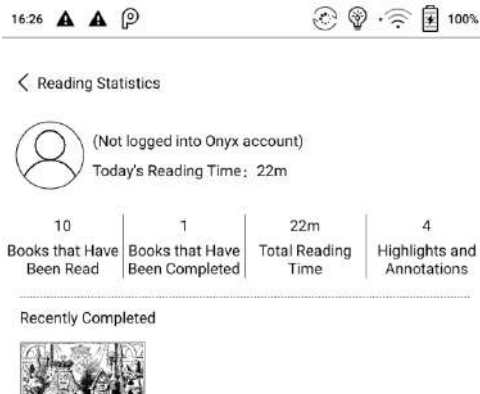 16:26 100%
Reading Statistics
(Not logged into Onyx account)
Today's Reading Time: 22m
10 1 22m 4
Books that Have Books that Have Total Reading Highlights and
Been Read Been Completed Time Annotations
Recently Completed